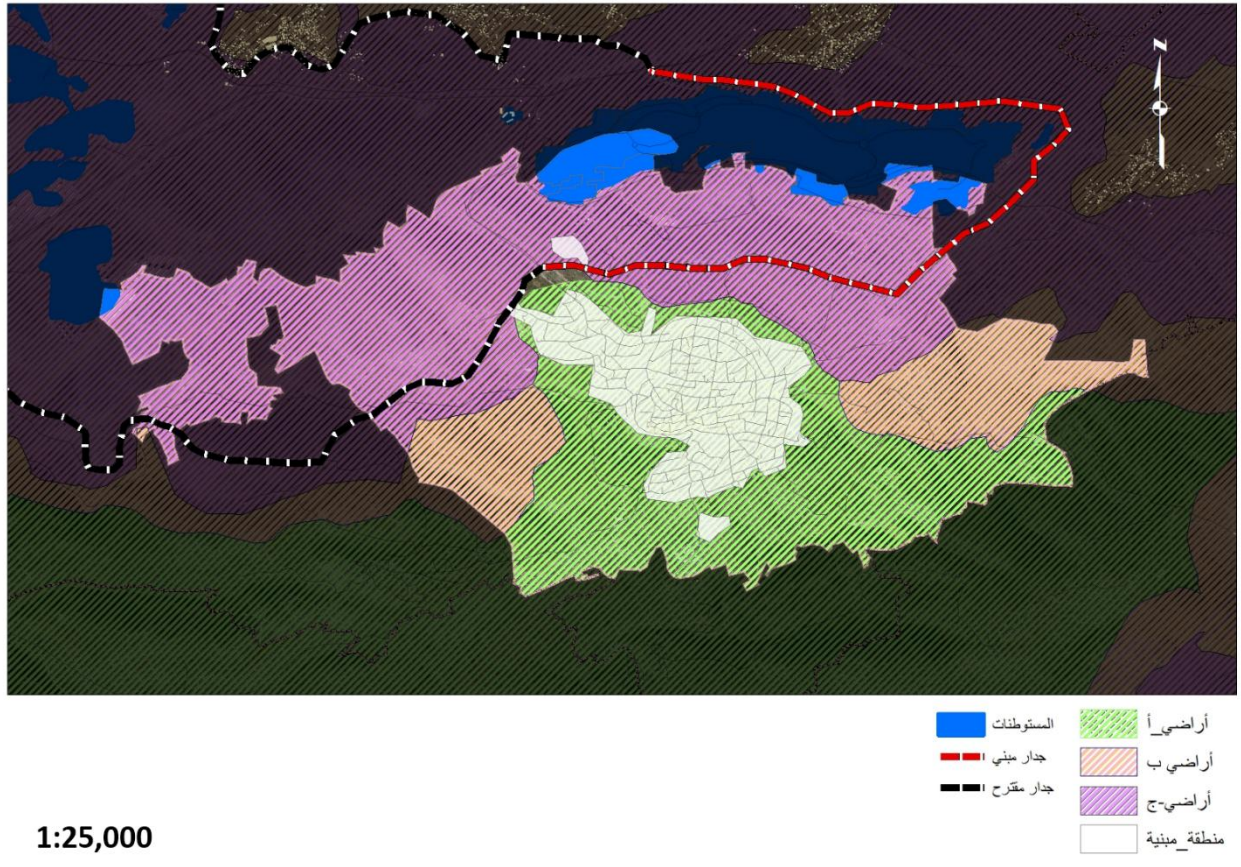 Z
أراضي_أ
أراضي ب
أراضي-ج
منطقة_مبنية
المستوطنات
جدار مبني
جدار مقترح
1:25,000